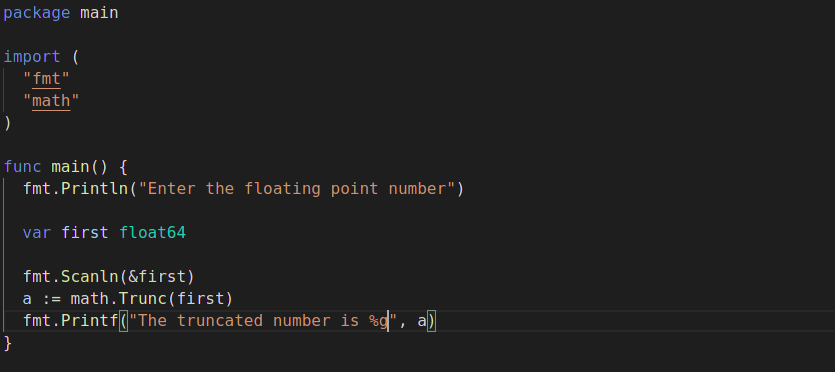 package main
import (
"fmt"
"math"
)
func main() {
fmt.Println("Enter the floating point number")
var first float64
fmt.Scanln(&first)
a := math.Trunc(first)
fmt.Printf("The truncated number is %g", a)
}